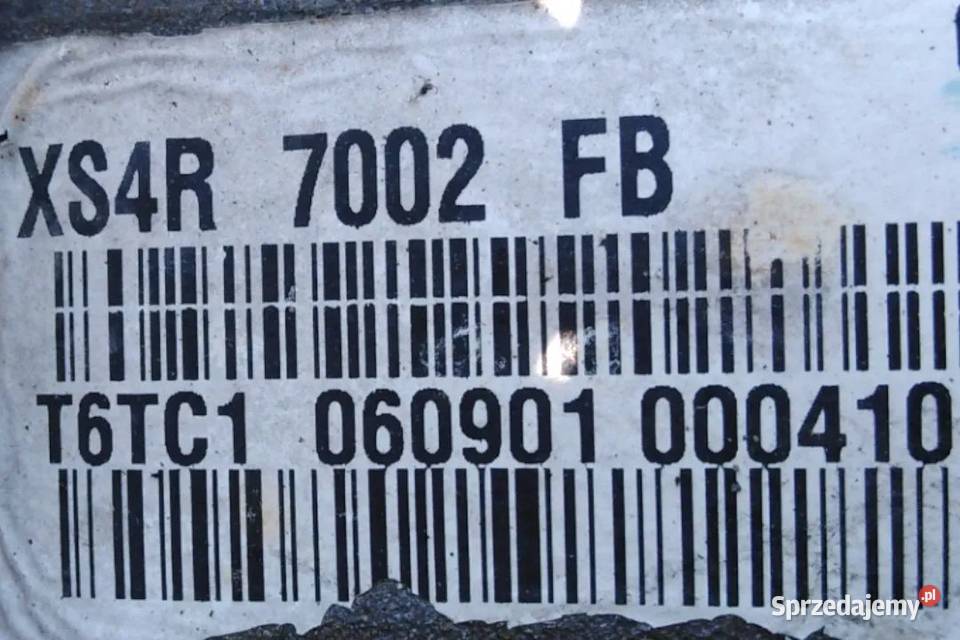 XS4R 7002 FB
T6TC1 060901 000410
Sprzedajemy.pl